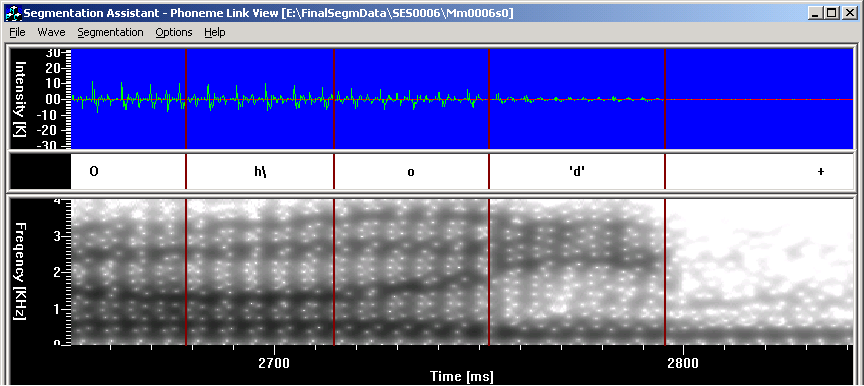 Segmentation Assistant - Phoneme Link View [E:\FinalSegmData\SES0006\Mm0006s0]
File Wave Segmentation Options Help
Intensity [K]
30
20
10
00
-10
-20
-30
O h\ o 'd' +
Freqency [KHz]
4
3
2
1
0
2700 2800
Time [ms]